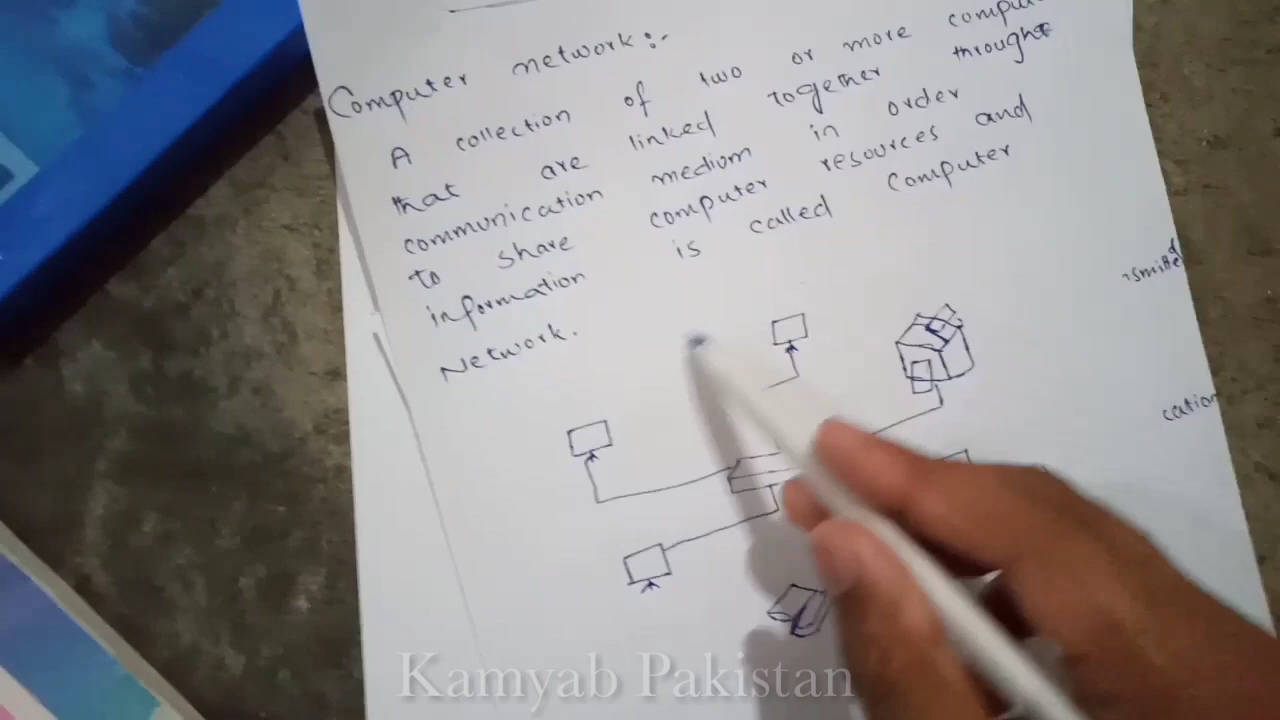 Computer network:-
A collection of two or more compu
that are linked together through
communication medium in order
to share computer resources and
information is called computer
Network.
cation
Kamyab Pakistan